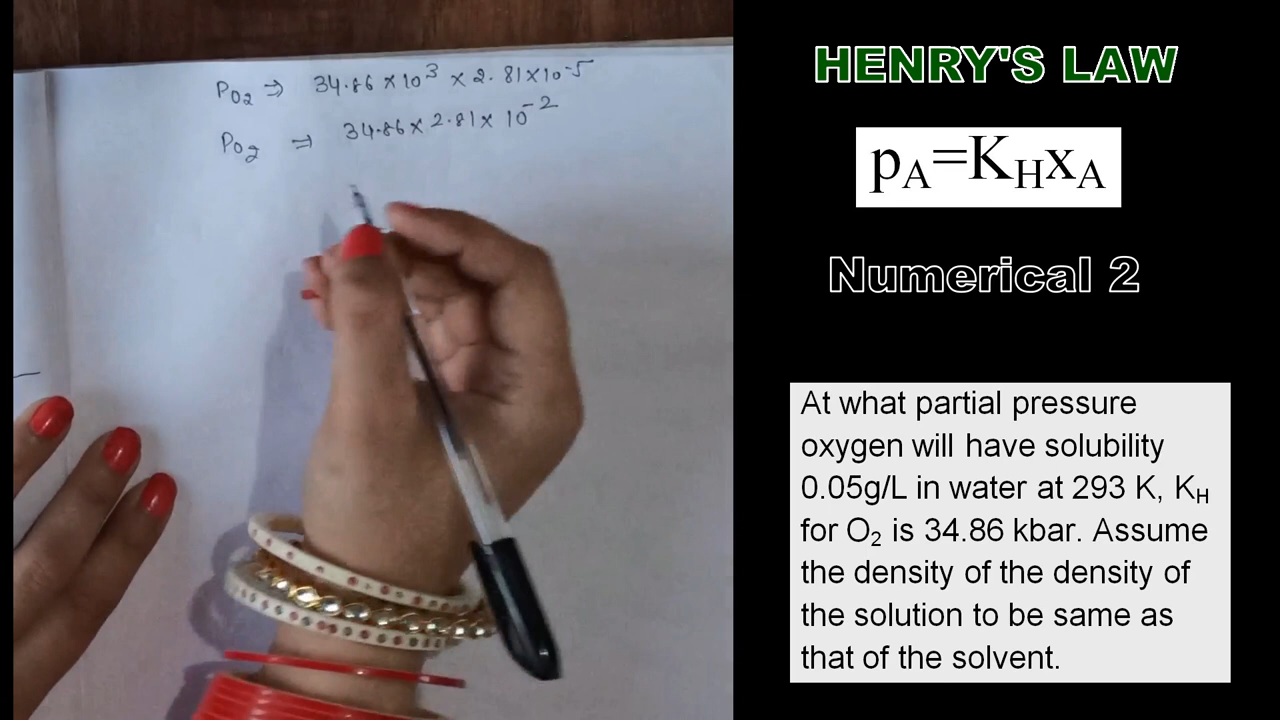 P₀₂ ⇒ 34.86 × 10³ × 2.81 × 10⁻⁵
P₀₂ ⇒ 34.86 × 2.81 × 10⁻²
HENRY'S LAW
pA=KHxA
Numerical 2
At what partial pressure
oxygen will have solubility
0.05g/L in water at 293 K, KH
for O₂ is 34.86 kbar. Assume
the density of the density of
the solution to be same as
that of the solvent.